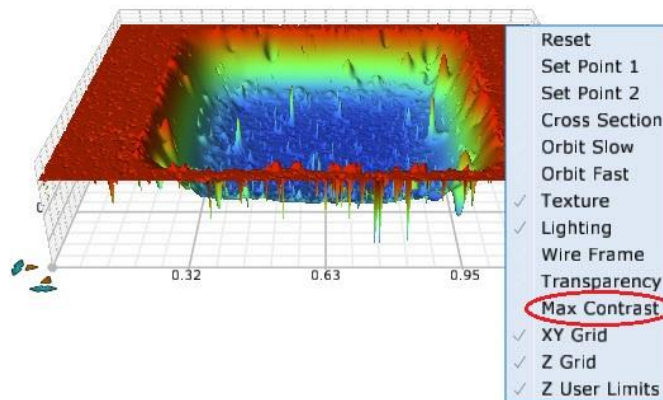 Reset
Set Point 1
Set Point 2
Cross Section
Orbit Slow
Orbit Fast
Texture
Lighting
Wire Frame
Transparency
Max Contrast
XY Grid
Z Grid
Z User Limits
0.32 0.63 0.95